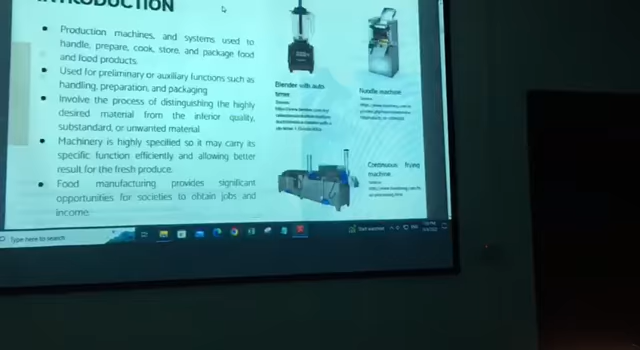 INTRODUCTION
Production machines, and systems used to
handle, prepare, cook, store, and package food
and food products.
Used for preliminary or auxiliary functions such as
handling, preparation, and packaging
Involve the process of distinguishing the highly
desired material from the inferior quality,
substandard, or unwanted material
Machinery is highly specified so it may carry its
specific function efficiently and allowing better
result for the fresh produce.
Food manufacturing provides significant
opportunities for societies to obtain jobs and
income.
Blender with auto
timer
Noodle machine
Continuous frying
machine
Type here to search